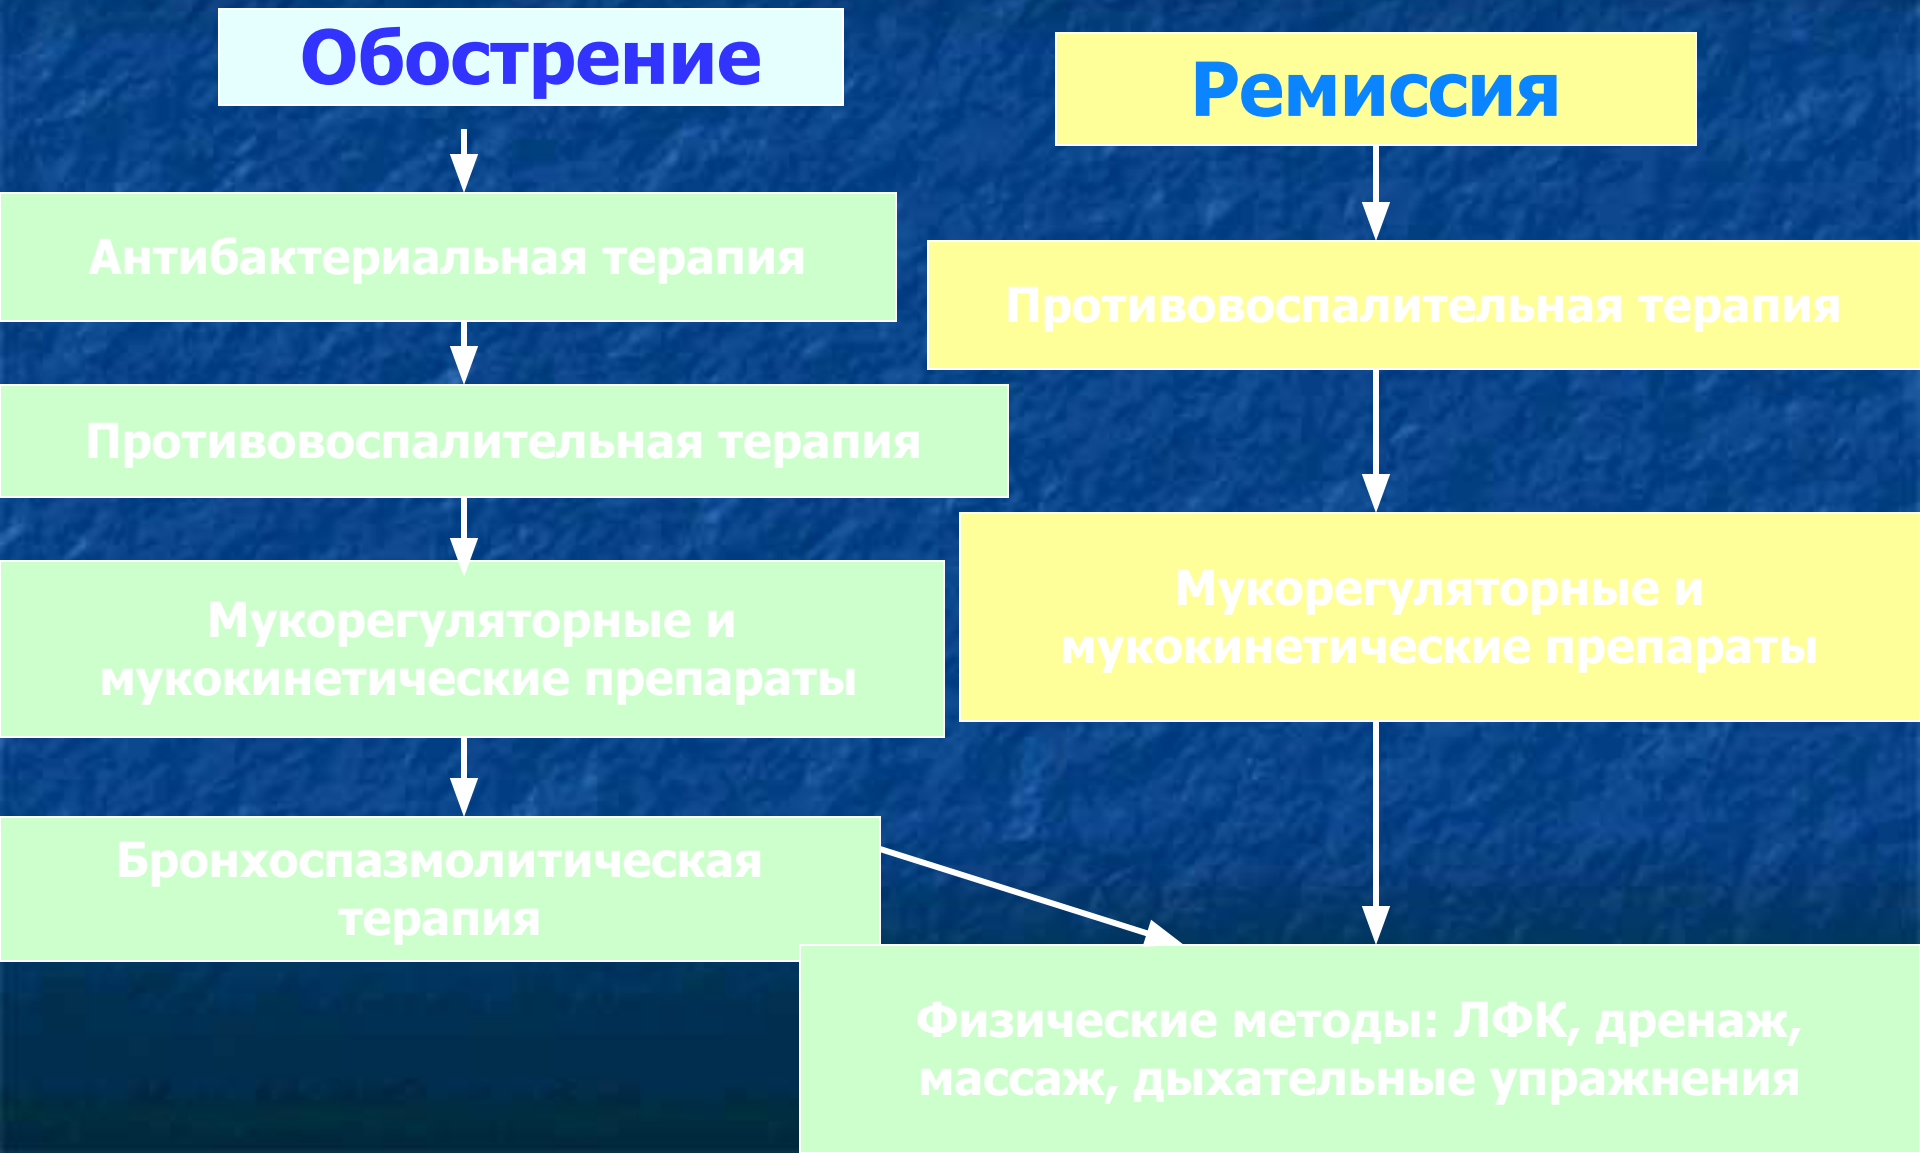 Обострение
Антибактериальная терапия
Противовоспалительная терапия
Мукорегуляторные и
мукокинетические препараты
Бронхоспазмолитическая
терапия
Ремиссия
Противовоспалительная терапия
Мукорегуляторные и
мукокинетические препараты
Физические методы: ЛФК, дренаж,
массаж, дыхательные упражнения